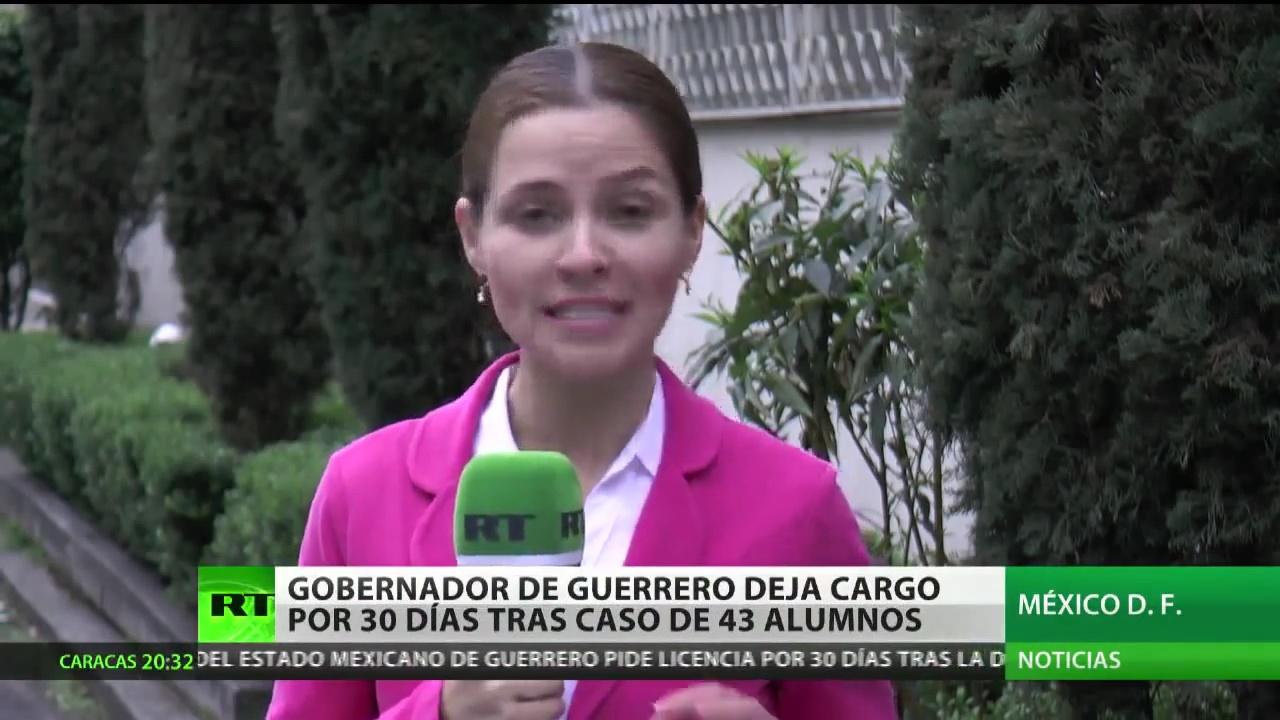 RT RT
RT
GOBERNADOR DE GUERRERO DEJA CARGO
POR 30 DÍAS TRAS CASO DE 43 ALUMNOS
MÉXICO D. F.
CARACAS 20:32
DEL ESTADO MEXICANO DE GUERRERO PIDE LICENCIA POR 30 DÍAS TRAS LA
NOTICIAS